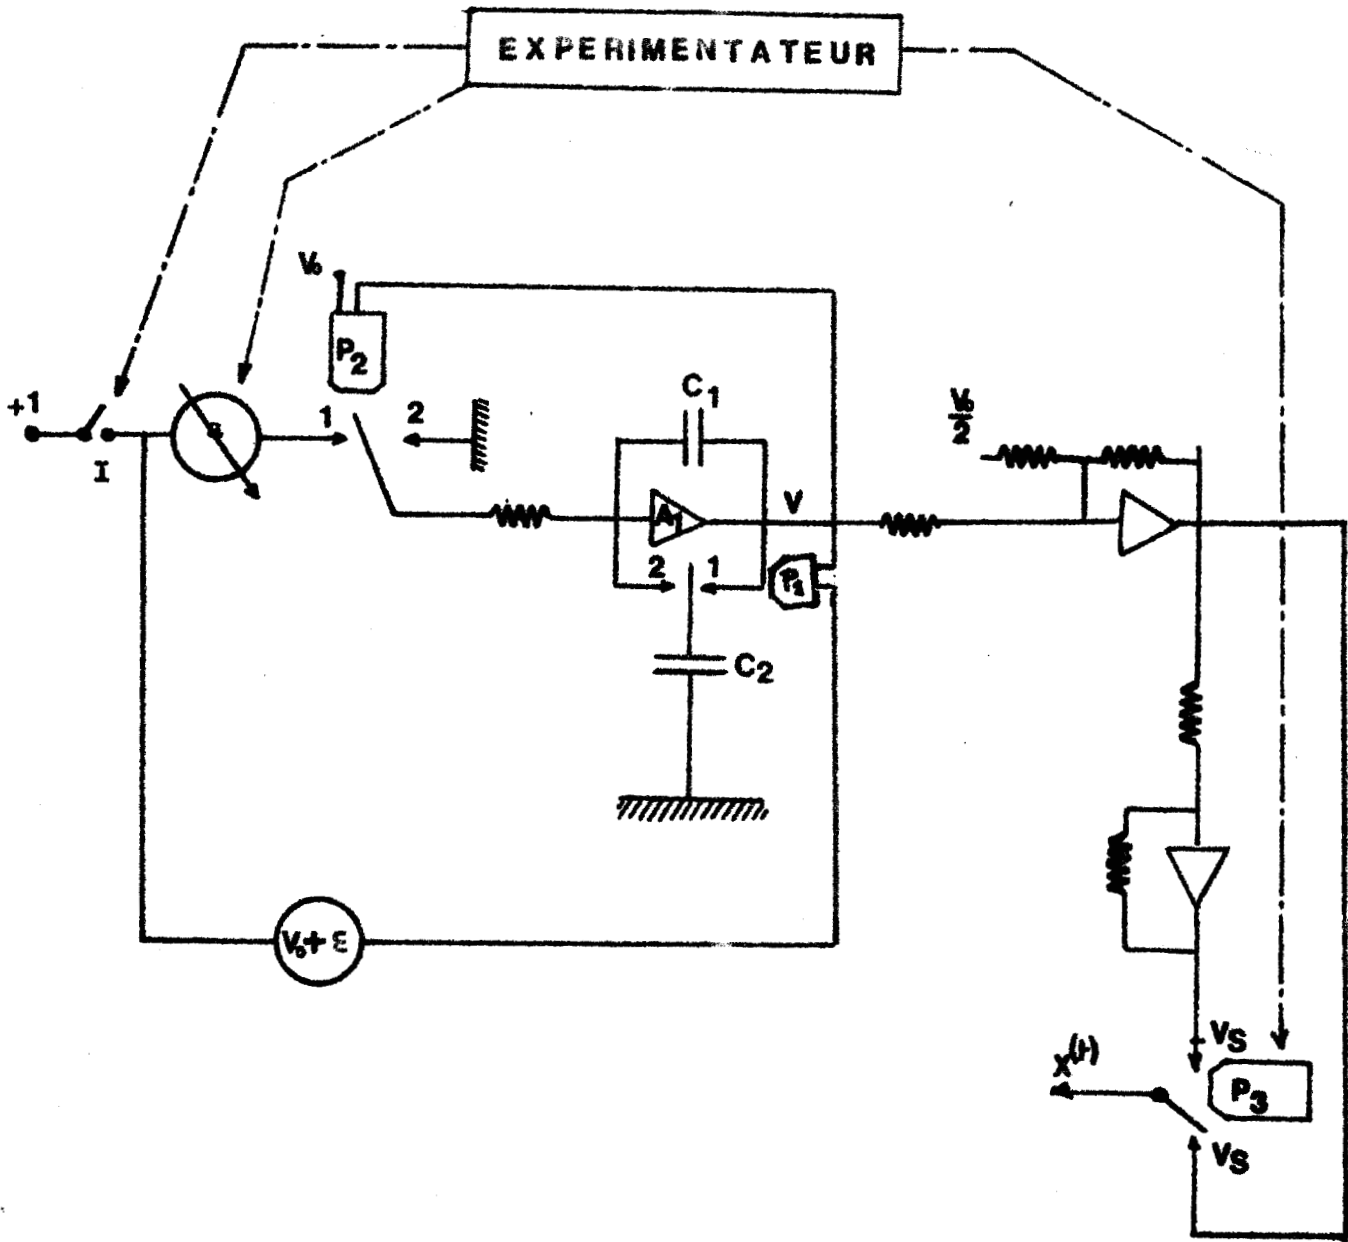 EXPERIMENTATEUR
V₀
P₂
+1
I
1
2
C₁
A₁
V
2
1
P₁
V₀
2
C₂
V₀+ε
X(t)
VS
P₃
VS